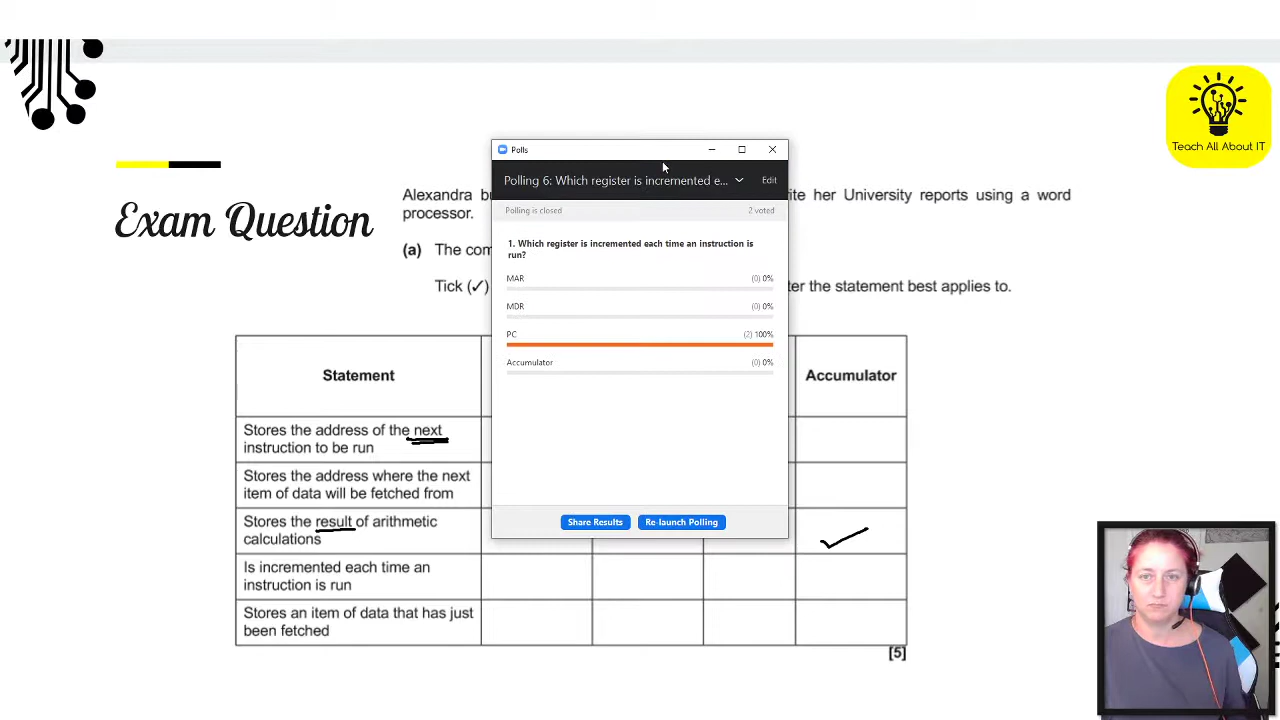 Teach All About IT
Polls
Polling 6: Which register is incremented e...
Edit
Polling is closed
2 voted
1. Which register is incremented each time an instruction is
run?
MAR
(0) 0%
MDR
(0) 0%
PC
(2) 100%
Accumulator
(0) 0%
Share Results
Re-launch Polling
Exam Question
Alexandra
her University reports using a word
processor.
(a) The
Tick (✓)
the statement best applies to.
Statement
Accumulator
Stores the address of the next
instruction to be run
Stores the address where the next
item of data will be fetched from
Stores the result of arithmetic
calculations
Is incremented each time an
instruction is run
Stores an item of data that has just
been fetched
[5]